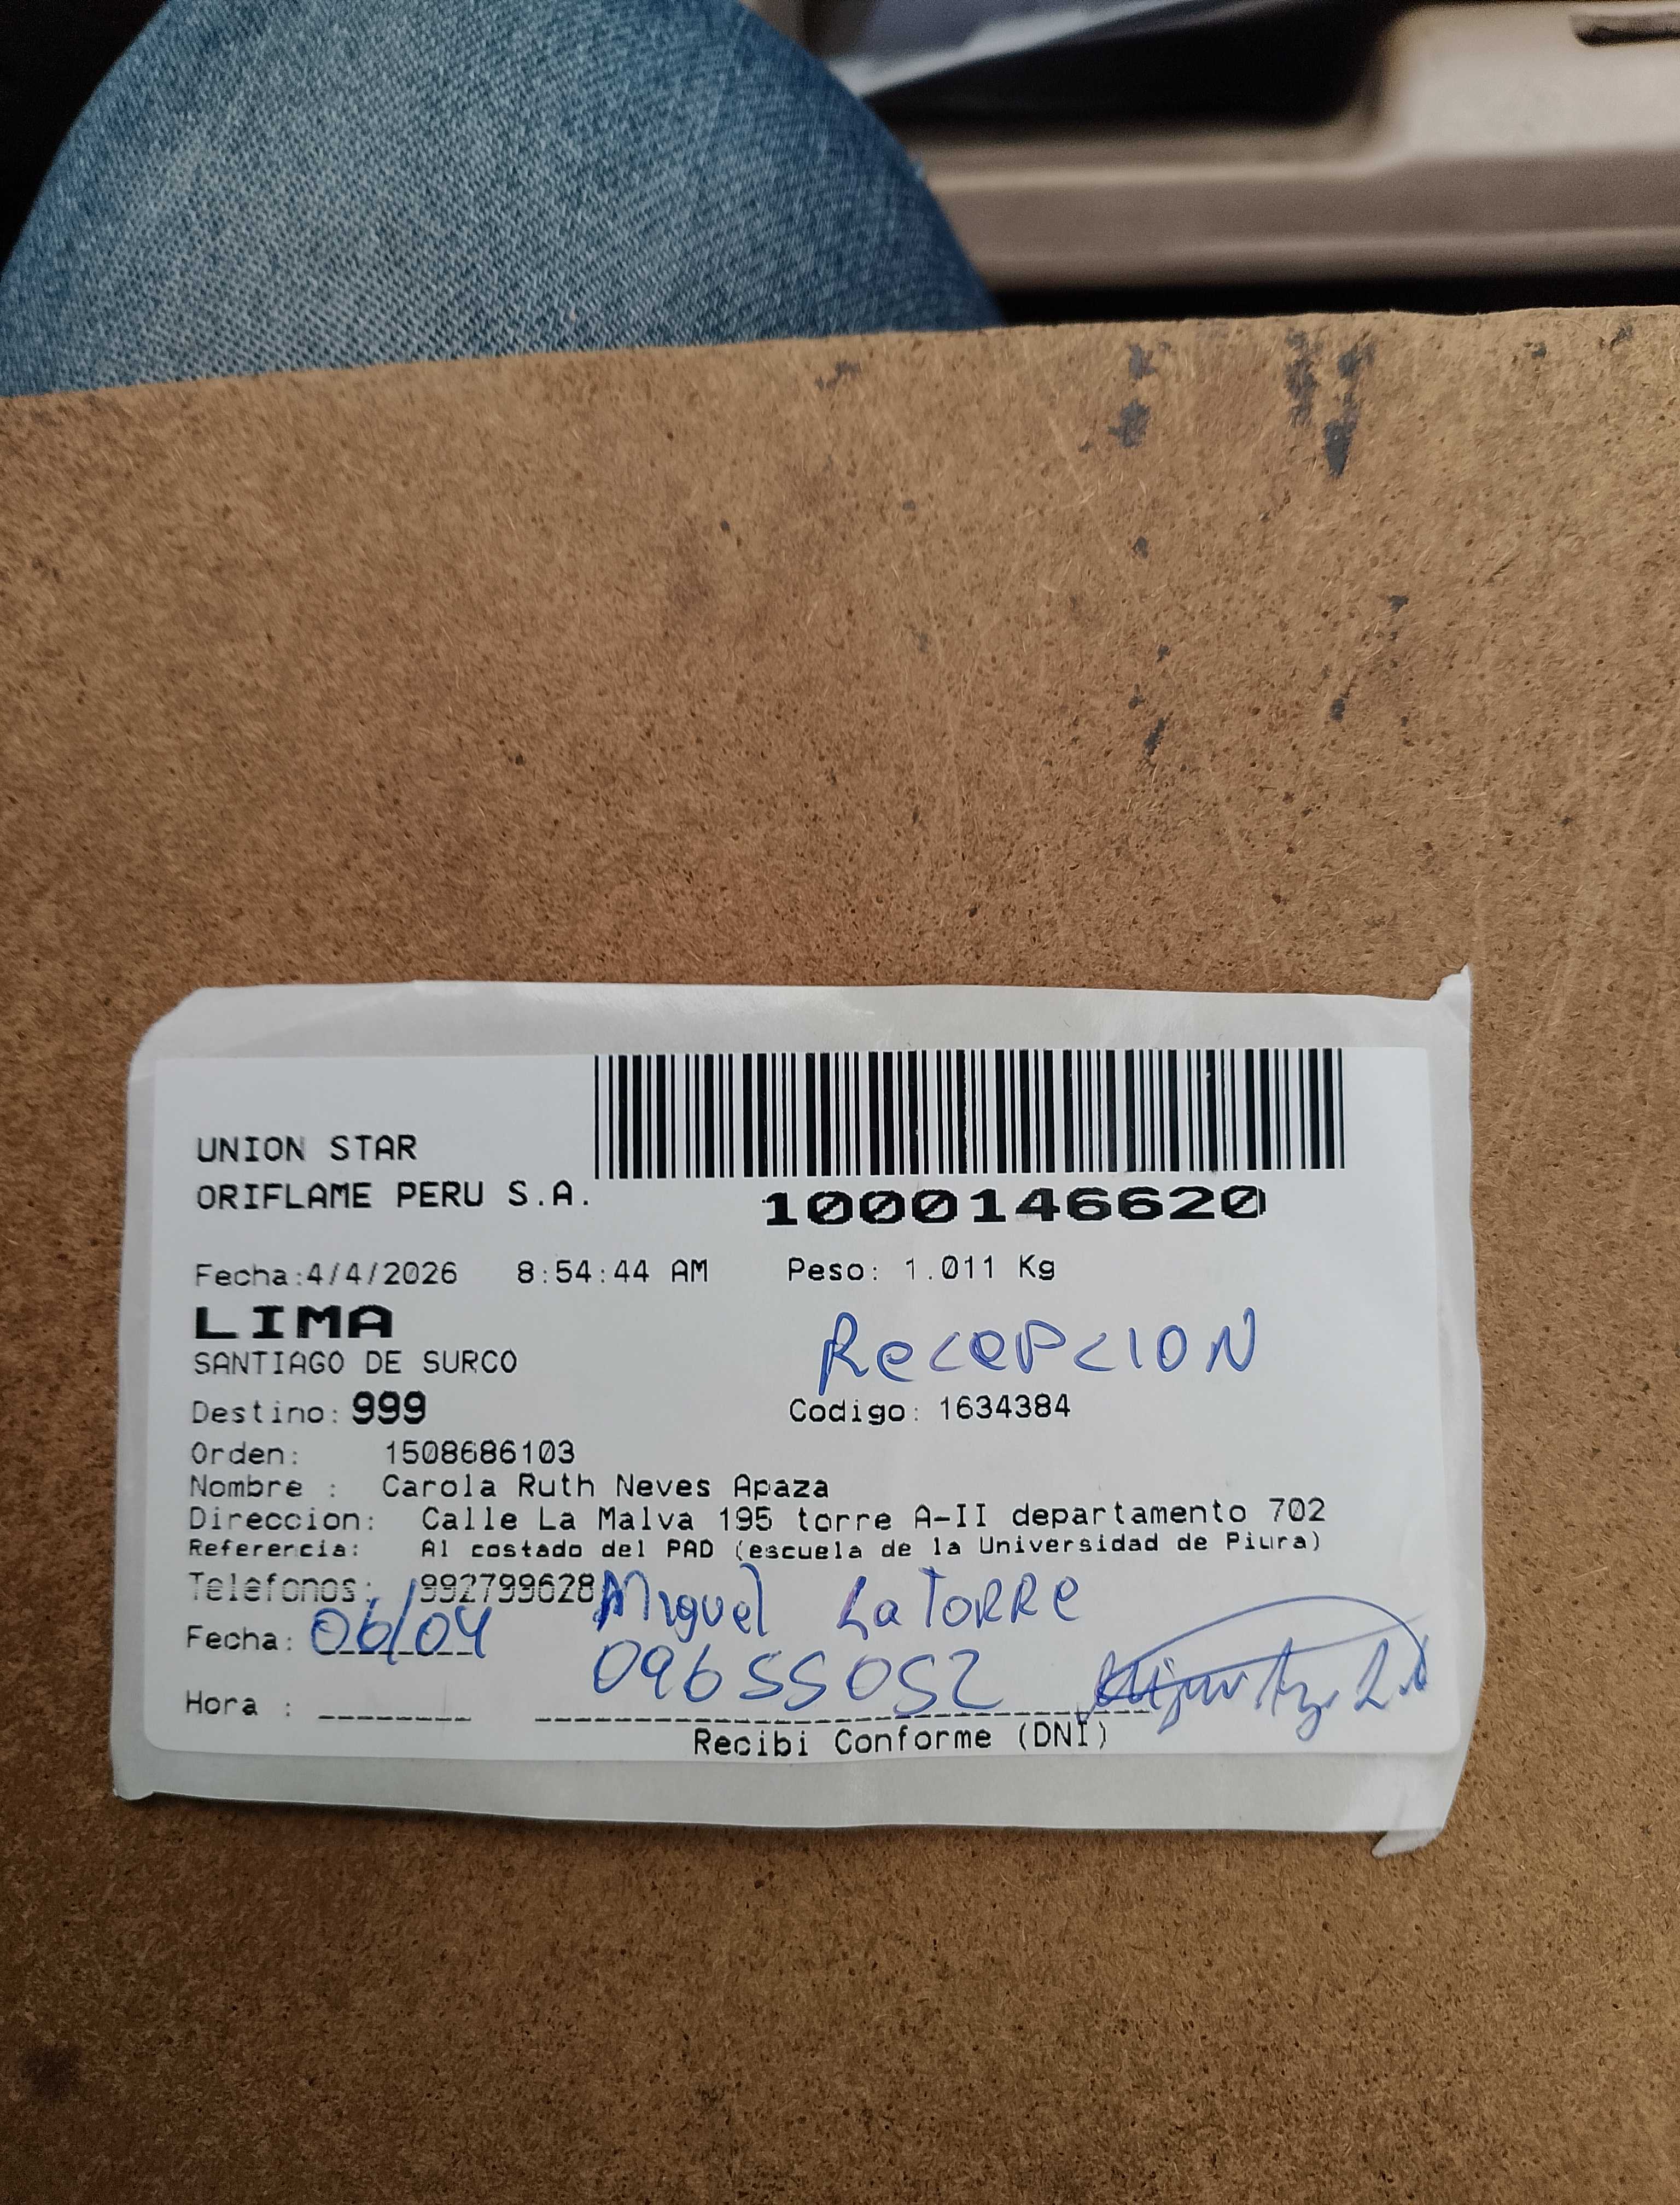 UNION STAR
ORIFLAME PERU S.A.
1000146620
Fecha:4/4/2026 8:54:44 AM Peso: 1.011 Kg
LIMA
RecePCION
SANTIAGO DE SURCO
Destino: 999 Codigo: 1634384
Orden: 1508686103
Nombre : Carola Ruth Neves Apaza
Direccion: Calle La Malva 195 torre A-II departamento 702
Referencia: Al costado del PAD (escuela de la Universidad de Piura)
Telefonos: 992799628
Miguel LaTORRe
Fecha: 06/04
09655052
Hora :
Recibi Conforme (DNI)